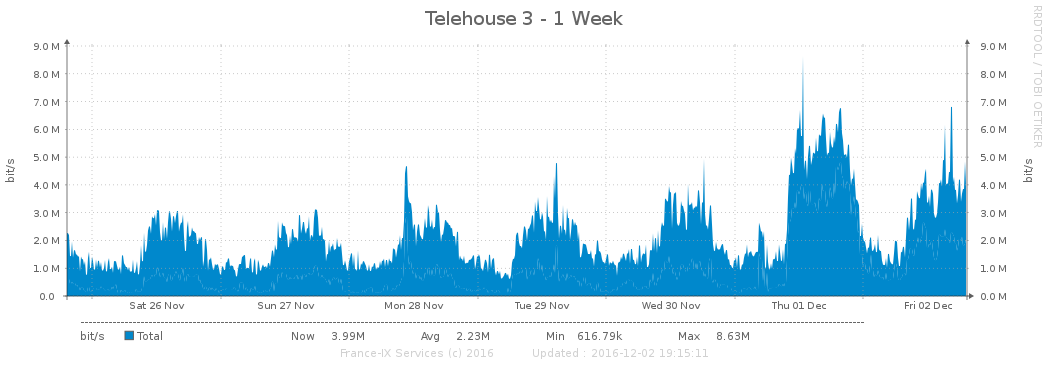 Telehouse 3 - 1 Week
RRDTOOL / TOBI OETIKER
bit/s
bit/s
9.0 M 9.0 M
8.0 M 8.0 M
7.0 M 7.0 M
6.0 M 6.0 M
5.0 M 5.0 M
4.0 M 4.0 M
3.0 M 3.0 M
2.0 M 2.0 M
1.0 M 1.0 M
0.0 0.0 M
Sat 26 Nov Sun 27 Nov Mon 28 Nov Tue 29 Nov Wed 30 Nov Thu 01 Dec Fri 02 Dec
bit/s Total Now 3.99M Avg 2.23M Min 616.79k Max 8.63M
France-IX Services (c) 2016 Updated : 2016-12-02 19:15:11